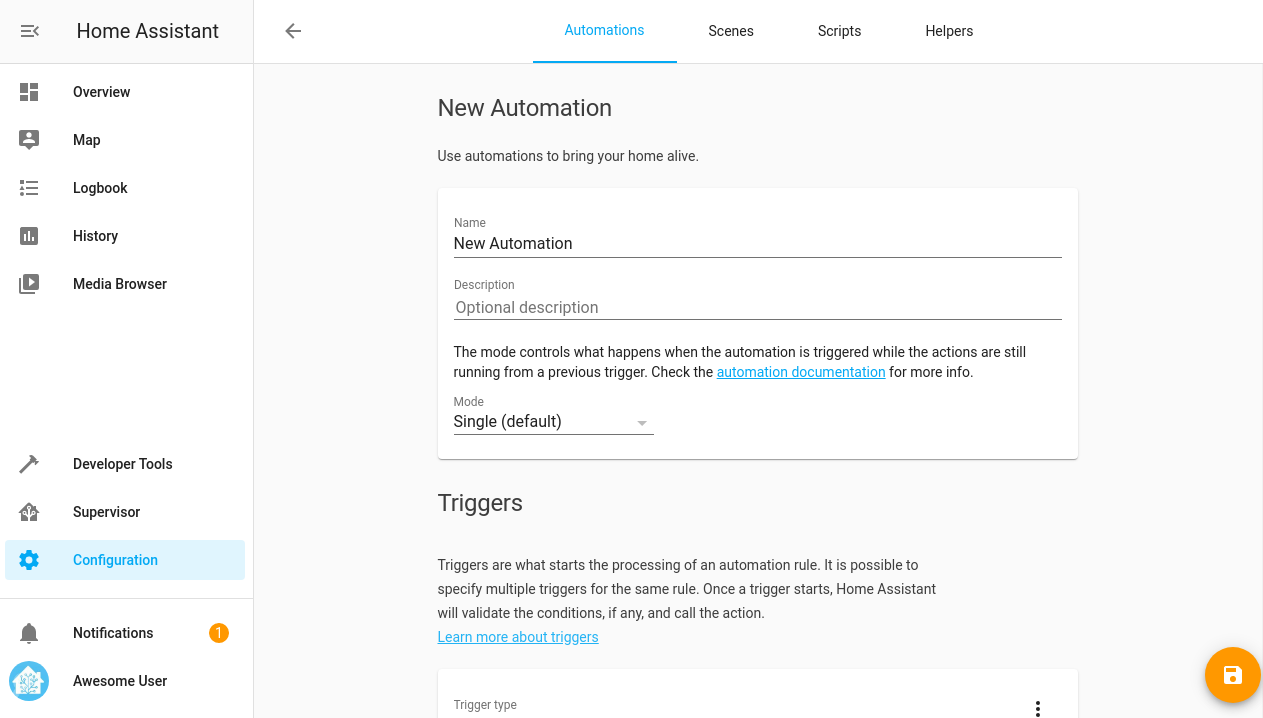 Home Assistant
Overview
Map
Logbook
History
Media Browser
Developer Tools
Supervisor
Configuration
Notifications 1
Awesome User
Automations Scenes Scripts Helpers
New Automation
Use automations to bring your home alive.
Name
New Automation
Description
Optional description
The mode controls what happens when the automation is triggered while the actions are still
running from a previous trigger. Check the automation documentation for more info.
Mode
Single (default)
Triggers
Triggers are what starts the processing of an automation rule. It is possible to
specify multiple triggers for the same rule. Once a trigger starts, Home Assistant
will validate the conditions, if any, and call the action.
Learn more about triggers
Trigger type